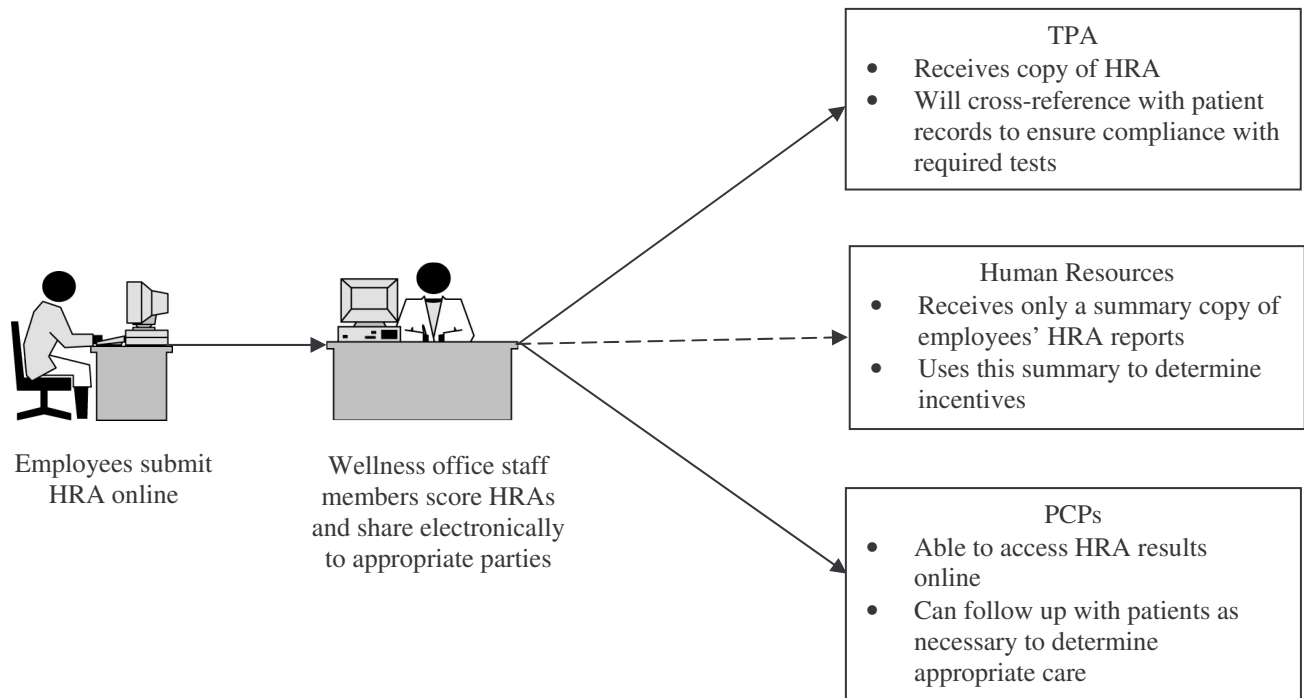 Employees submit
HRA online
Wellness office staff
members score HRAs
and share electronically
to appropriate parties
TPA
• Receives copy of HRA
• Will cross-reference with patient
records to ensure compliance with
required tests
Human Resources
• Receives only a summary copy of
employees’ HRA reports
• Uses this summary to determine
incentives
PCPs
• Able to access HRA results
online
• Can follow up with patients as
necessary to determine
appropriate care